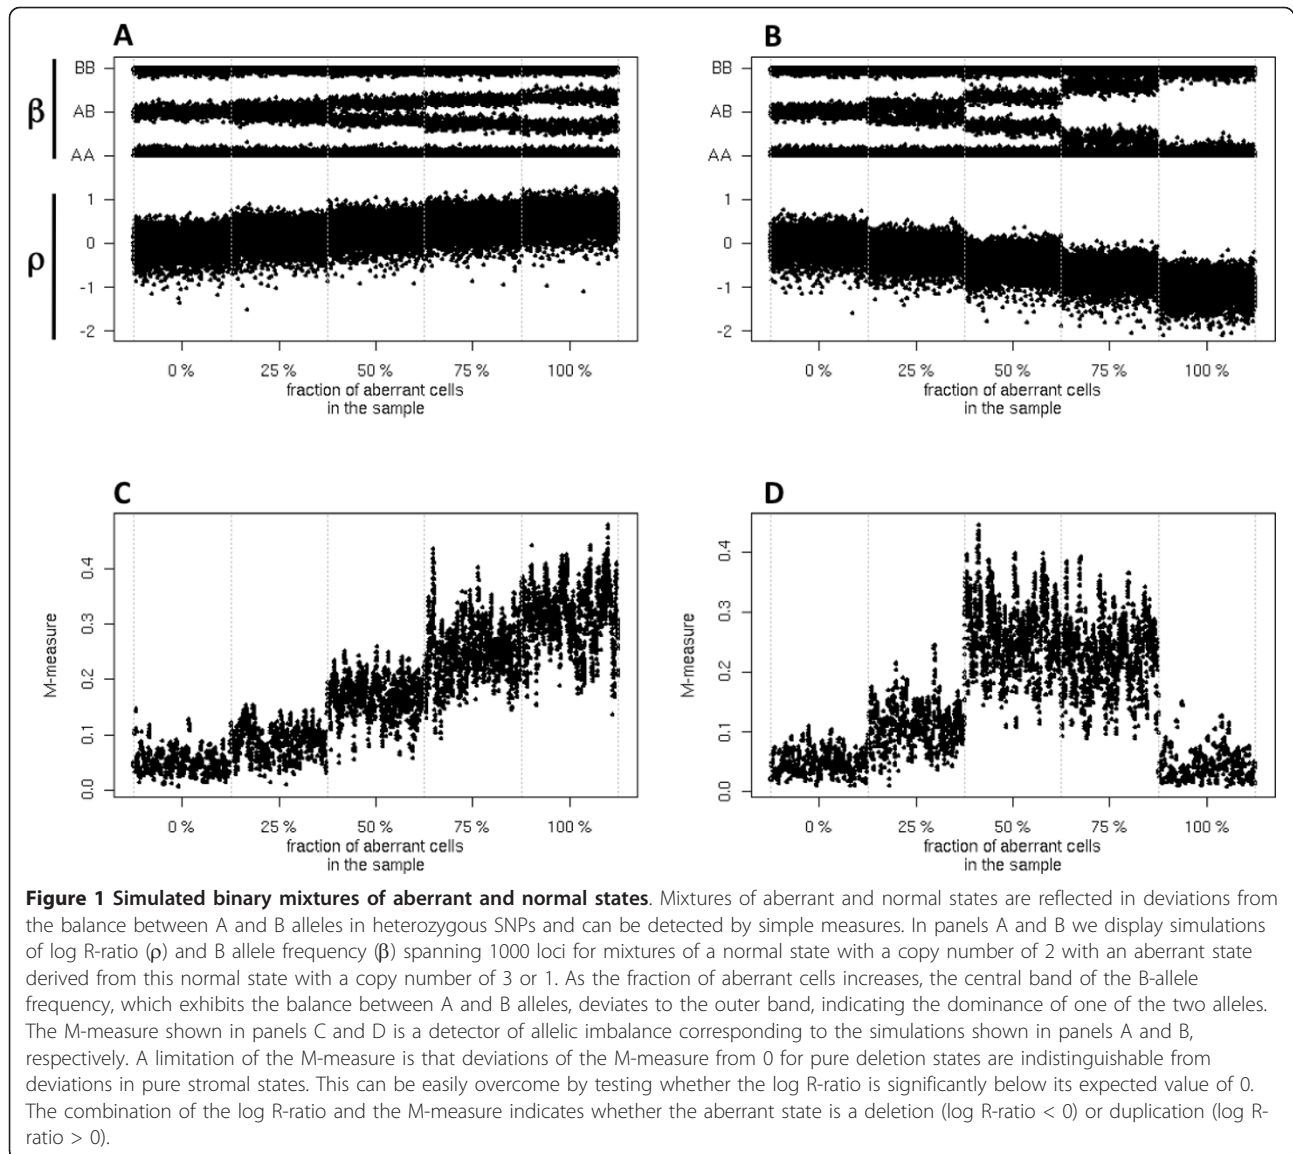 A
B
β
BB
AB
AA
ρ
1
0
-1
-2
0 %
25 %
50 %
75 %
100 %
fraction of aberrant cells
in the sample
BB
AB
AA
1
0
-1
-2
0 %
25 %
50 %
75 %
100 %
fraction of aberrant cells
in the sample
C
D
M-measure
0.4
0.3
0.2
0.1
0.0
0 %
25 %
50 %
75 %
100 %
fraction of aberrant cells
in the sample
M-measure
0.4
0.3
0.2
0.1
0.0
0 %
25 %
50 %
75 %
100 %
fraction of aberrant cells
in the sample
Figure 1 Simulated binary mixtures of aberrant and normal states. Mixtures of aberrant and normal states are reflected in deviations from
the balance between A and B alleles in heterozygous SNPs and can be detected by simple measures. In panels A and B we display simulations
of log R-ratio (ρ) and B allele frequency (β) spanning 1000 loci for mixtures of a normal state with a copy number of 2 with an aberrant state
derived from this normal state with a copy number of 3 or 1. As the fraction of aberrant cells increases, the central band of the B-allele
frequency, which exhibits the balance between A and B alleles, deviates to the outer band, indicating the dominance of one of the two alleles.
The M-measure shown in panels C and D is a detector of allelic imbalance corresponding to the simulations shown in panels A and B,
respectively. A limitation of the M-measure is that deviations of the M-measure from 0 for pure deletion states are indistinguishable from
deviations in pure stromal states. This can be easily overcome by testing whether the log R-ratio is significantly below its expected value of 0.
The combination of the log R-ratio and the M-measure indicates whether the aberrant state is a deletion (log R-ratio < 0) or duplication (log R-
ratio > 0).